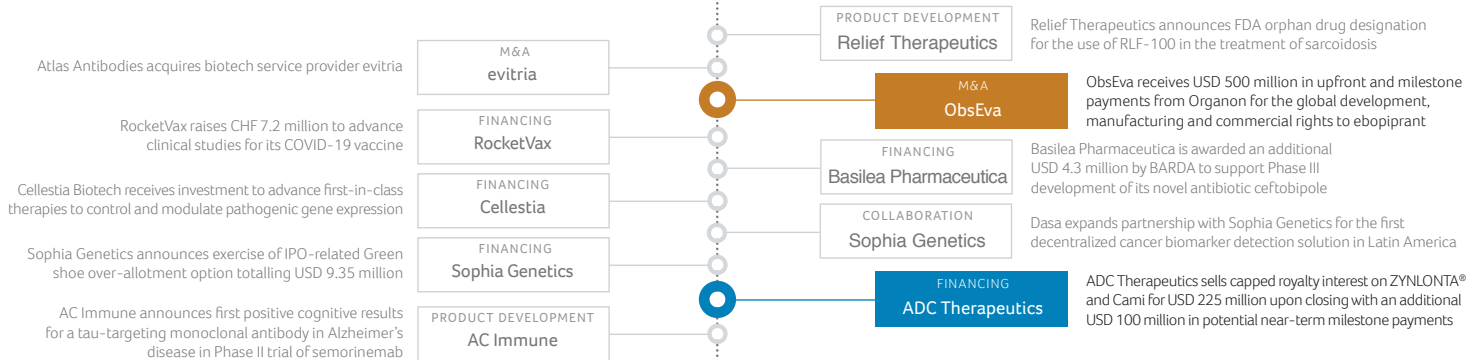 PRODUCT DEVELOPMENT
Relief Therapeutics
Relief Therapeutics announces FDA orphan drug designation
for the use of RLF-100 in the treatment of sarcoidosis
M&A
evitria
Atlas Antibodies acquires biotech service provider evitria
M&A
ObsEva
ObsEva receives USD 500 million in upfront and milestone
payments from Organon for the global development,
manufacturing and commercial rights to ebopiprant
FINANCING
RocketVax
RocketVax raises CHF 7.2 million to advance
clinical studies for its COVID-19 vaccine
FINANCING
Basilea Pharmaceutica
Basilea Pharmaceutica is awarded an additional
USD 4.3 million by BARDA to support Phase III
development of its novel antibiotic ceftobipole
FINANCING
Cellestia
Cellestia Biotech receives investment to advance first-in-class
therapies to control and modulate pathogenic gene expression
COLLABORATION
Sophia Genetics
Dasa expands partnership with Sophia Genetics for the first
decentralized cancer biomarker detection solution in Latin America
FINANCING
Sophia Genetics
Sophia Genetics announces exercise of IPO-related Green
shoe over-allotment option totalling USD 9.35 million
FINANCING
ADC Therapeutics
ADC Therapeutics sells capped royalty interest on ZYNLONTA®
and Cami for USD 225 million upon closing with an additional
USD 100 million in potential near-term milestone payments
PRODUCT DEVELOPMENT
AC Immune
AC Immune announces first positive cognitive results
for a tau-targeting monoclonal antibody in Alzheimer's
disease in Phase II trial of semorinemab